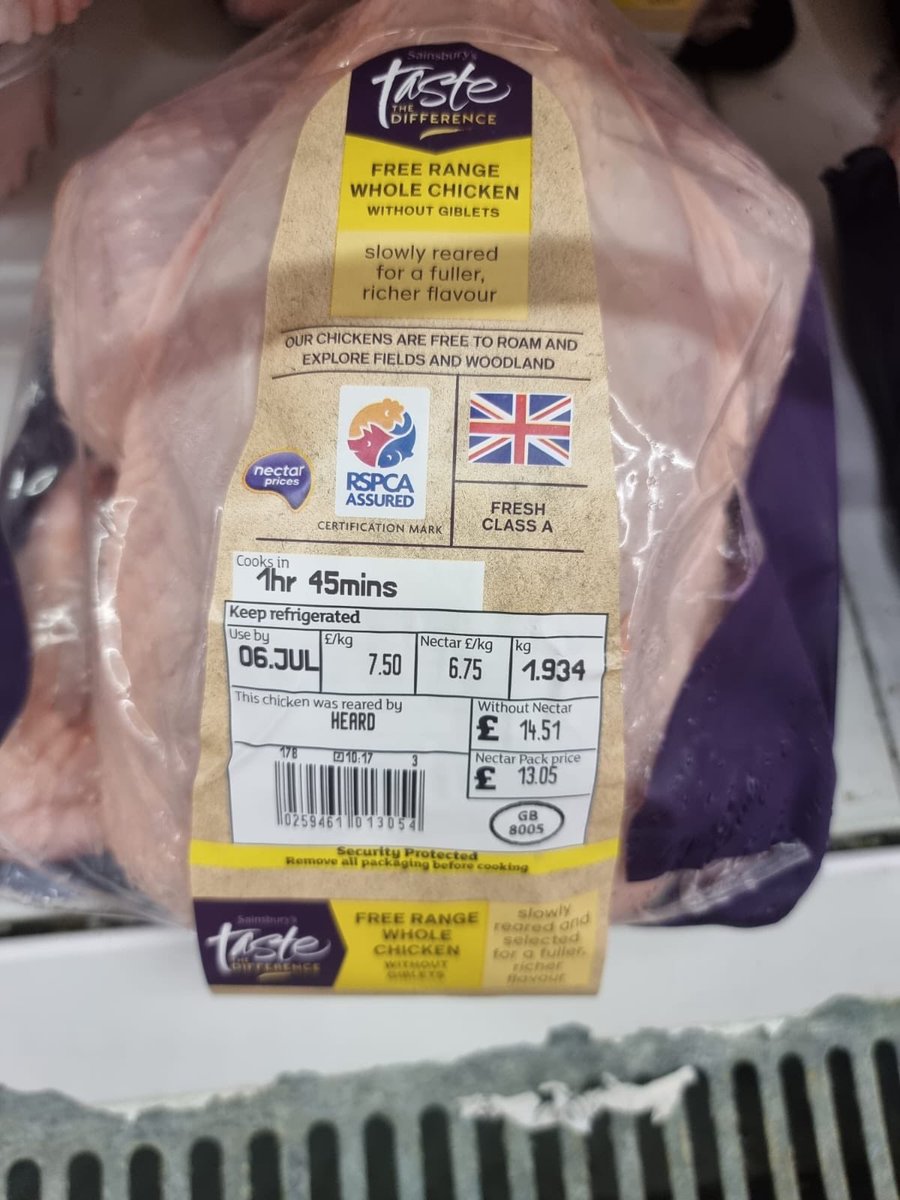 Sainsbury's
taste
THE
DIFFERENCE
FREE RANGE
WHOLE CHICKEN
WITHOUT GIBLETS
slowly reared
for a fuller,
richer flavour
OUR CHICKENS ARE FREE TO ROAM AND
EXPLORE FIELDS AND WOODLAND
nectar
prices
RSPCA
ASSURED
CERTIFICATION MARK
FRESH
CLASS A
Cooks in
1hr 45mins
Keep refrigerated
Use by
06.JUL
£/kg
7.50
Nectar £/kg
6.75
kg
1.934
This chicken was reared by
HEARD
Without Nectar
£ 14.51
Nectar Pack price
£ 13.05
178 10:17 3
0259461 013054
GB
8005
Security Protected
Remove all packaging before cooking
Sainsbury's
taste
THE
DIFFERENCE
FREE RANGE
WHOLE
CHICKEN
WITHOUT
GIBLETS
slowly
reared and
selected
for a fuller,
richer
flavour